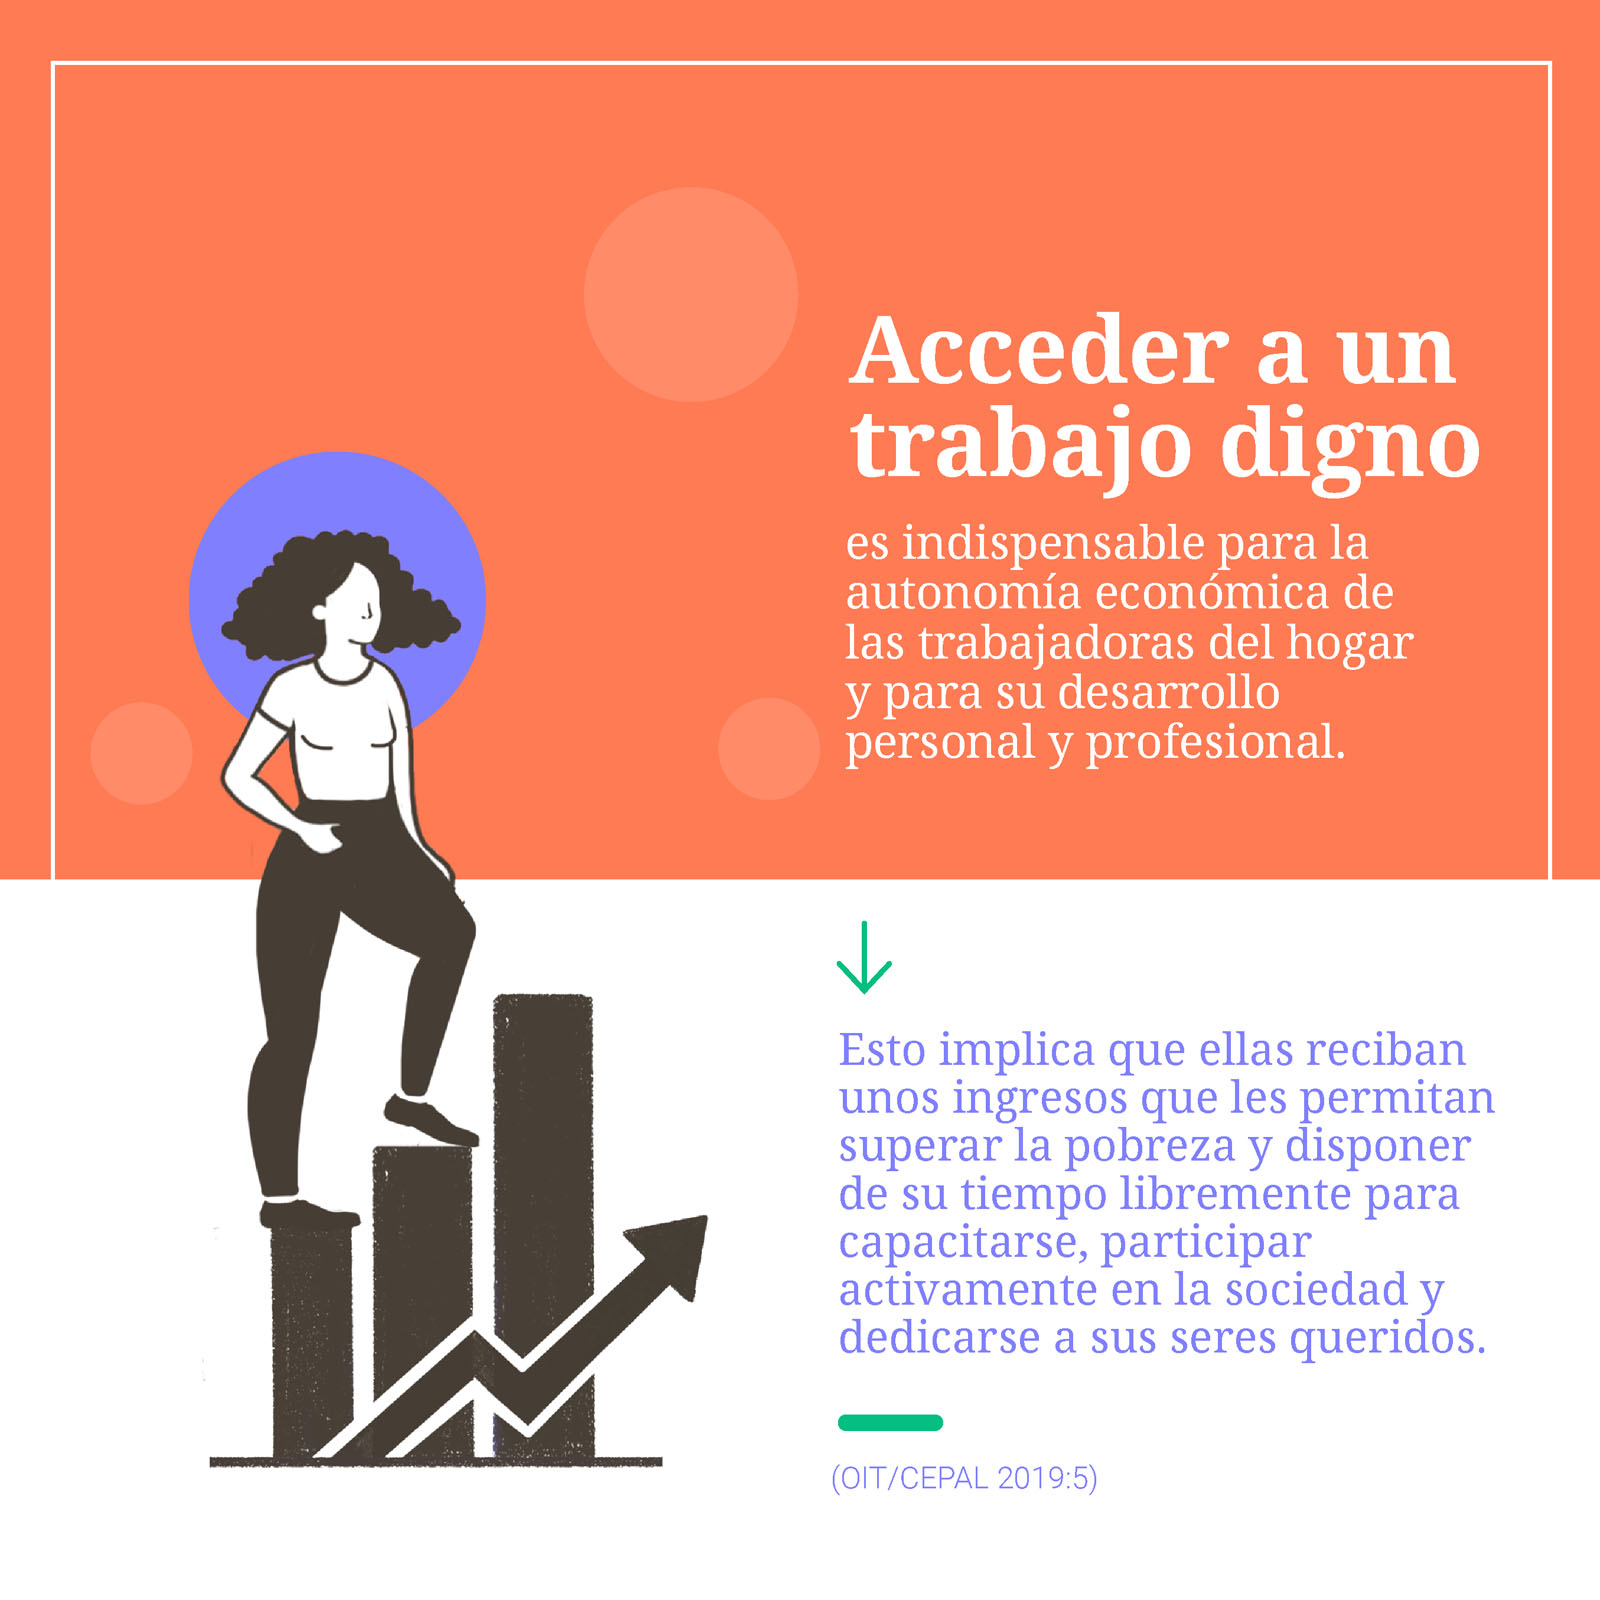 Acceder a un
trabajo digno
es indispensable para la
autonomía económica de
las trabajadoras del hogar
y para su desarrollo
personal y profesional.
Esto implica que ellas reciban
unos ingresos que les permitan
superar la pobreza y disponer
de su tiempo libremente para
capacitarse, participar
activamente en la sociedad y
dedicarse a sus seres queridos.
(OIT/CEPAL 2019:5)